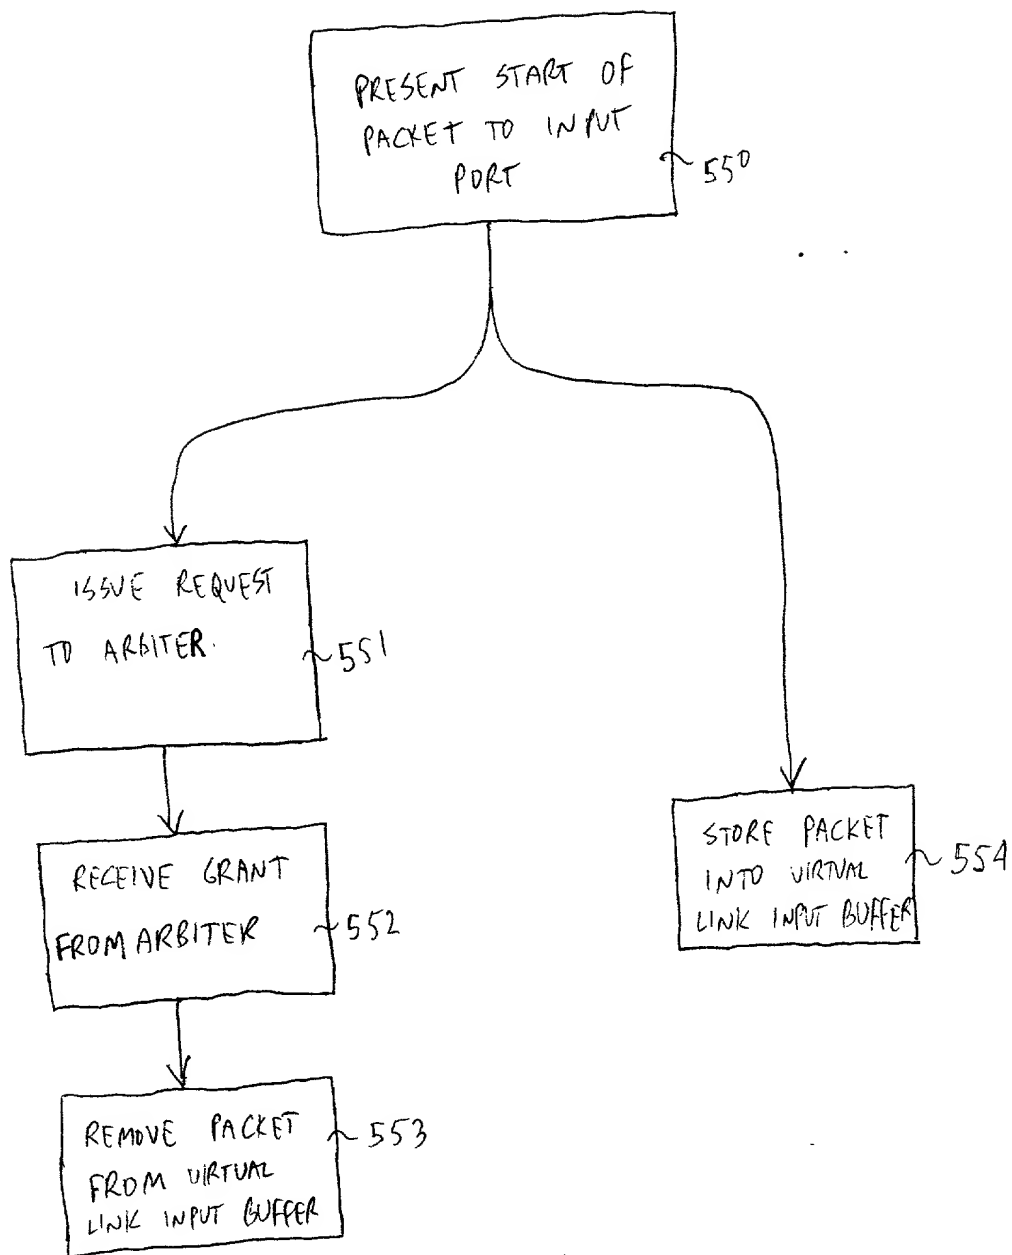 PRESENT START OF
PACKET TO INPUT
PORT
550
ISSUE REQUEST
TO ARBITER.
551
RECEIVE GRANT
FROM ARBITER
552
REMOVE PACKET
FROM VIRTUAL
LINK INPUT BUFFER
553
STORE PACKET
INTO VIRTUAL
LINK INPUT BUFFER
554